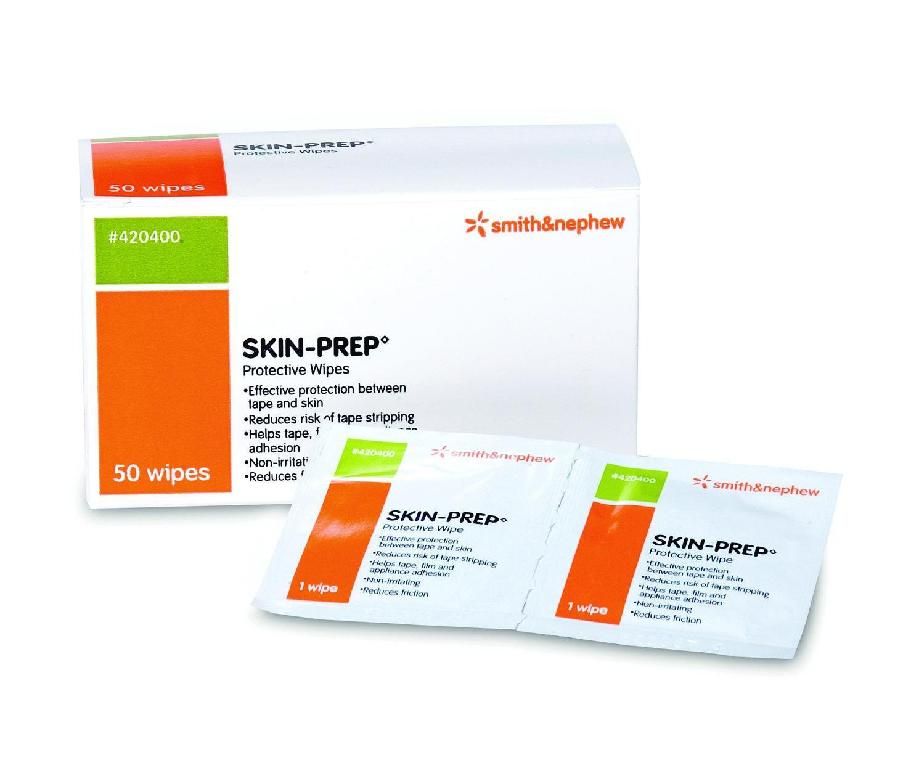 SKIN-PREP◇
Protective Wipes
50 wipes
#420400
smith&nephew
SKIN-PREP◇
Protective Wipes
•Effective protection between
tape and skin
•Reduces risk of tape stripping
•Helps tape,
adhesion
•Non-irritati
•Reduces f
50 wipes
#420400
smith&nephew
SKIN-PREP◇
Protective Wipe
•Effective protection
between tape and skin
•Reduces risk of tape stripping
•Helps tape, film and
appliance adhesion
•Non-irritating
•Reduces friction
1 wipe
#420400
smith&nephew
SKIN-PREP◇
Protective Wipe
•Effective protection
between tape and skin
•Reduces risk of tape stripping
•Helps tape, film and
appliance adhesion
•Non-irritating
•Reduces friction
1 wipe